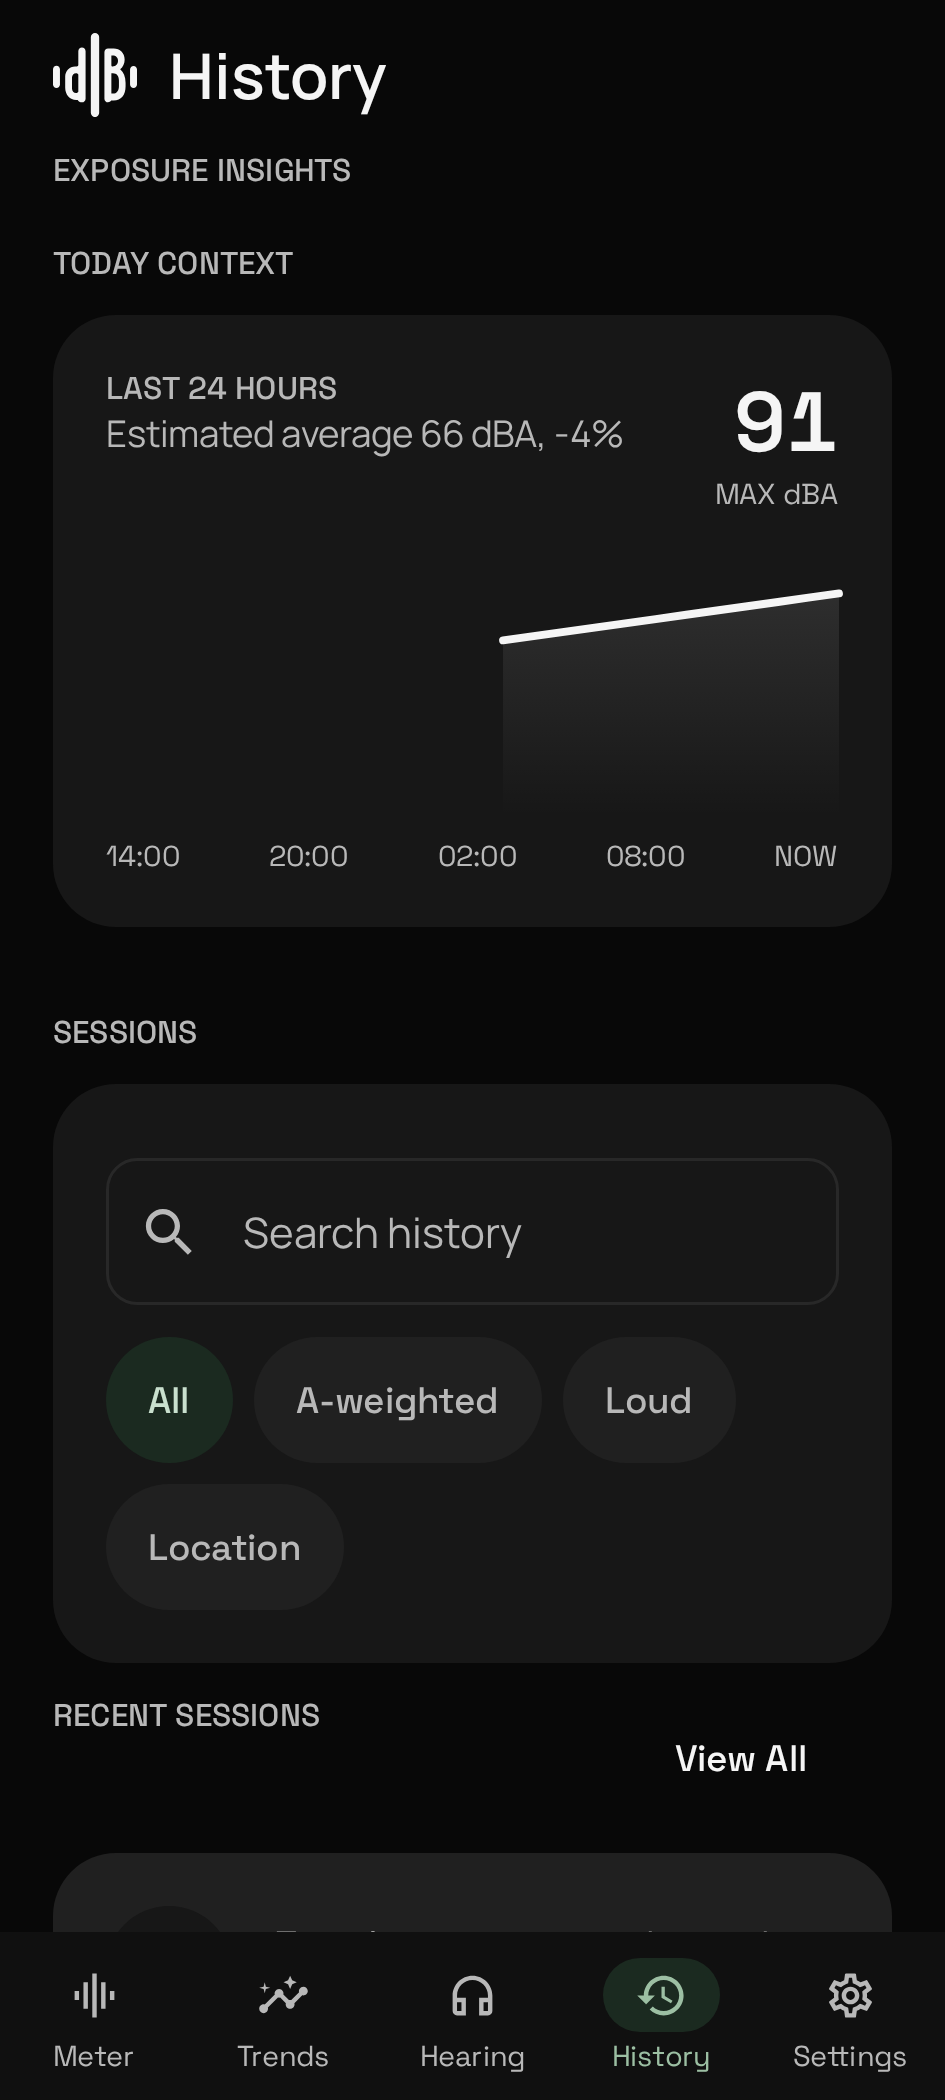 dB History
EXPOSURE INSIGHTS
TODAY CONTEXT
LAST 24 HOURS
Estimated average 66 dBA, -4%
91
MAX dBA
14:00 20:00 02:00 08:00 NOW
SESSIONS
Search history
All A-weighted Loud
Location
RECENT SESSIONS
View All
Meter Trends Hearing History Settings